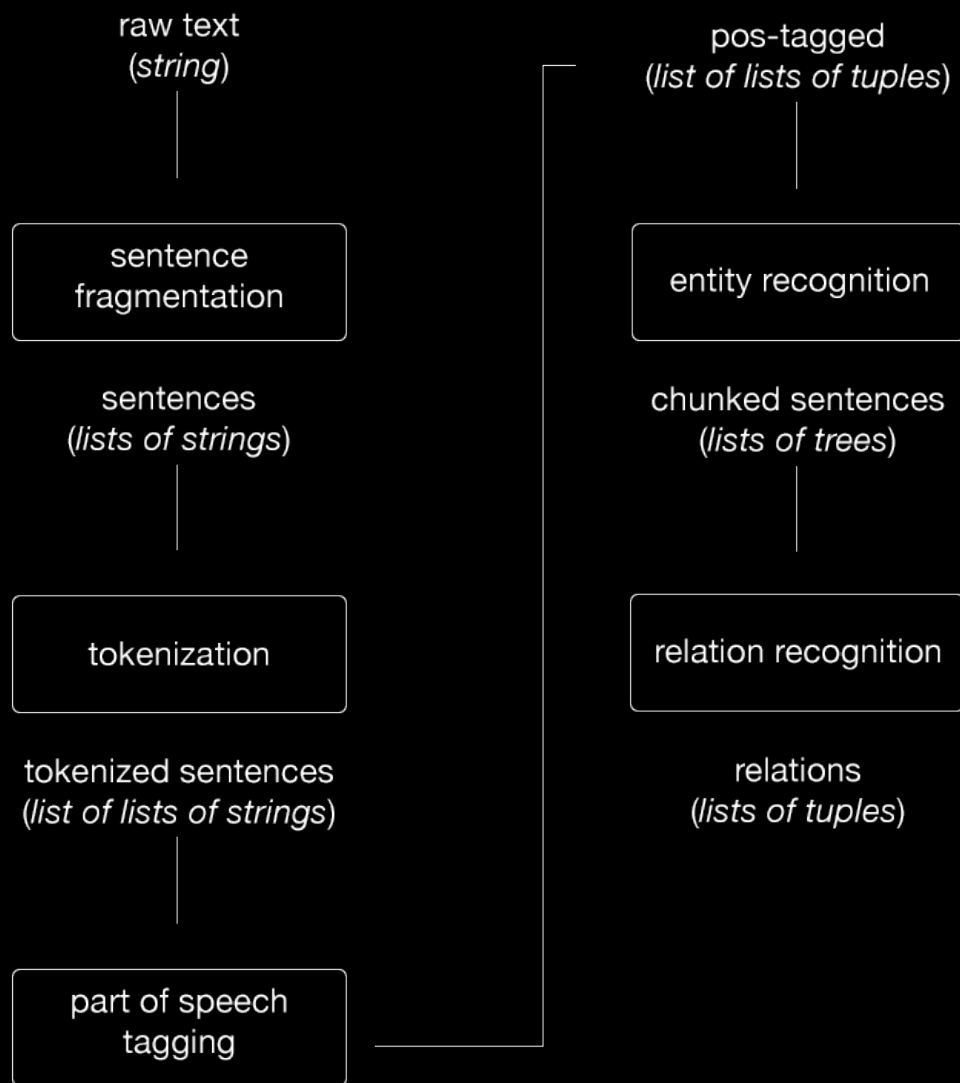 raw text
(string)
sentence
fragmentation
sentences
(lists of strings)
tokenization
tokenized sentences
(list of lists of strings)
part of speech
tagging
pos-tagged
(list of lists of tuples)
entity recognition
chunked sentences
(lists of trees)
relation recognition
relations
(lists of tuples)